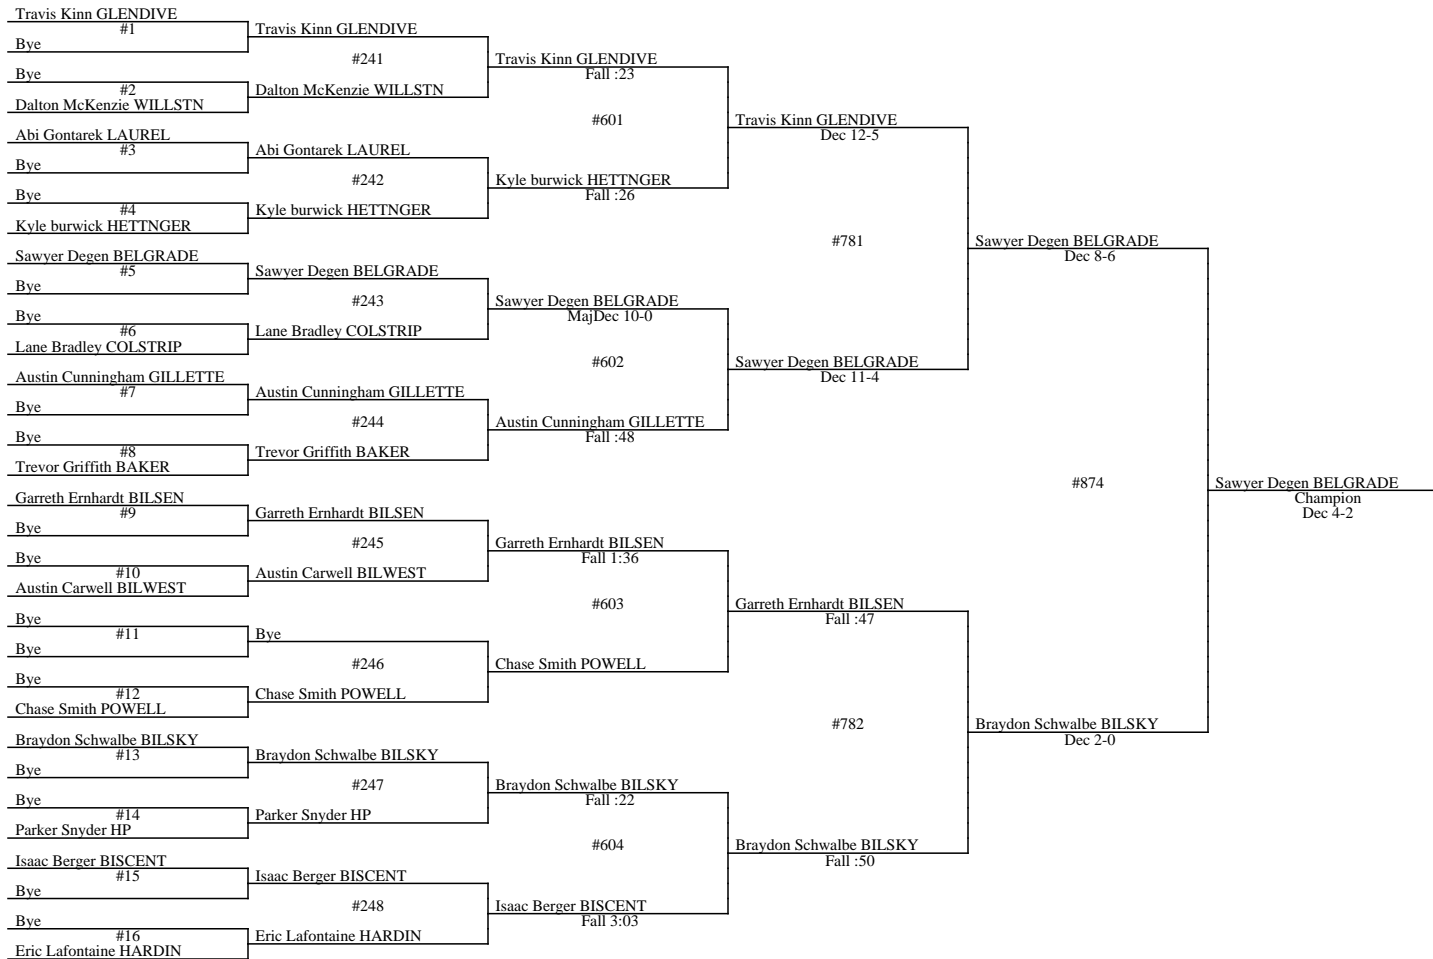 Travis Kinn GLENDIVE
#1
Bye
Bye
#2
Dalton McKenzie WILLSTN
Abi Gontarek LAUREL
#3
Bye
Bye
#4
Kyle burwick HETTNGER
Sawyer Degen BELGRADE
#5
Bye
Bye
#6
Lane Bradley COLSTRIP
Austin Cunningham GILLETTE
#7
Bye
Bye
#8
Trevor Griffith BAKER
Garreth Ernhardt BILSEN
#9
Bye
Bye
#10
Austin Carwell BILWEST
Bye
#11
Bye
Bye
#12
Chase Smith POWELL
Braydon Schwalbe BILSKY
#13
Bye
Bye
#14
Parker Snyder HP
Isaac Berger BISCENT
#15
Bye
Bye
#16
Eric Lafontaine HARDIN
Travis Kinn GLENDIVE
#241
Dalton McKenzie WILLSTN
Abi Gontarek LAUREL
#242
Kyle burwick HETTNGER
Sawyer Degen BELGRADE
#243
Lane Bradley COLSTRIP
Austin Cunningham GILLETTE
#244
Trevor Griffith BAKER
Garreth Ernhardt BILSEN
#245
Austin Carwell BILWEST
Bye
#246
Chase Smith POWELL
Braydon Schwalbe BILSKY
#247
Parker Snyder HP
Isaac Berger BISCENT
#248
Eric Lafontaine HARDIN
Travis Kinn GLENDIVE
Fall :23
#601
Kyle burwick HETTNGER
Fall :26
Sawyer Degen BELGRADE
MajDec 10-0
#602
Austin Cunningham GILLETTE
Fall :48
Garreth Ernhardt BILSEN
Fall 1:36
#603
Chase Smith POWELL
Braydon Schwalbe BILSKY
Fall :22
#604
Isaac Berger BISCENT
Fall 3:03
Travis Kinn GLENDIVE
Dec 12-5
#781
Sawyer Degen BELGRADE
Dec 11-4
Garreth Ernhardt BILSEN
Fall :47
#782
Braydon Schwalbe BILSKY
Fall :50
Sawyer Degen BELGRADE
Dec 8-6
#874
Braydon Schwalbe BILSKY
Dec 2-0
Sawyer Degen BELGRADE
Champion
Dec 4-2